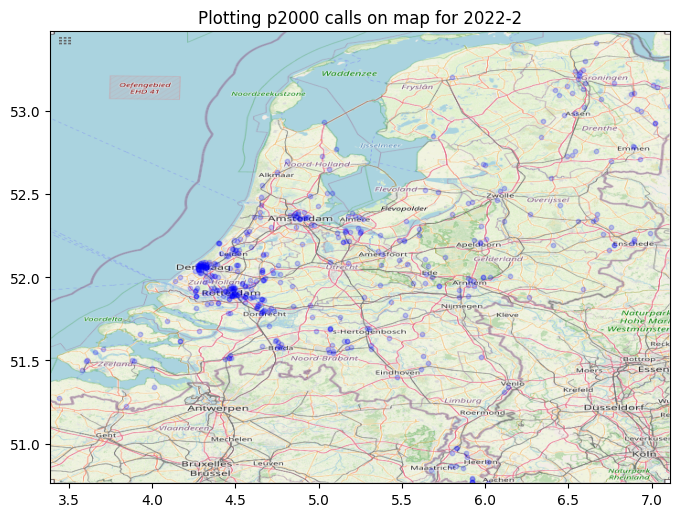 Plotting p2000 calls on map for 2022-2
Waddenzee
Oefengebied
EHD 41
Noordzeekustzone
Fryslân
Groningen
53.0
Assen
Drenthe
IJsselmeer
Emmen
Noord-Holland
Alkmaar
Flevoland
Zwolle
Overijssel
52.5
Flevopolder
Amsterdam
Almere
Leiden
Amersfoort
Apeldoorn
Enschede
Den Haag
Utrecht
Gelderland
52.0
Ede
Zuid-Holland
Arnhem
Rotterdam
Nijmegen
Dordrecht
Kleve
Naturpark
Hohe Mark
Westmünster
Voordelta
's-Hertogenbosch
51.5
Breda
Noord-Brabant
Zeeland
Bottrop
Eindhoven
Moers
Essen
Venlo
Krefeld
Limburg
Düsseldorf
Antwerpen
Roermond
Vlaanderen
51.0
Gent
Mechelen
Leverkusen
Köln
Bruxelles
Brussel
Leuven
Heerlen
Maastricht
Aachen
Naturpark
Rheinland
3.5 4.0 4.5 5.0 5.5 6.0 6.5 7.0